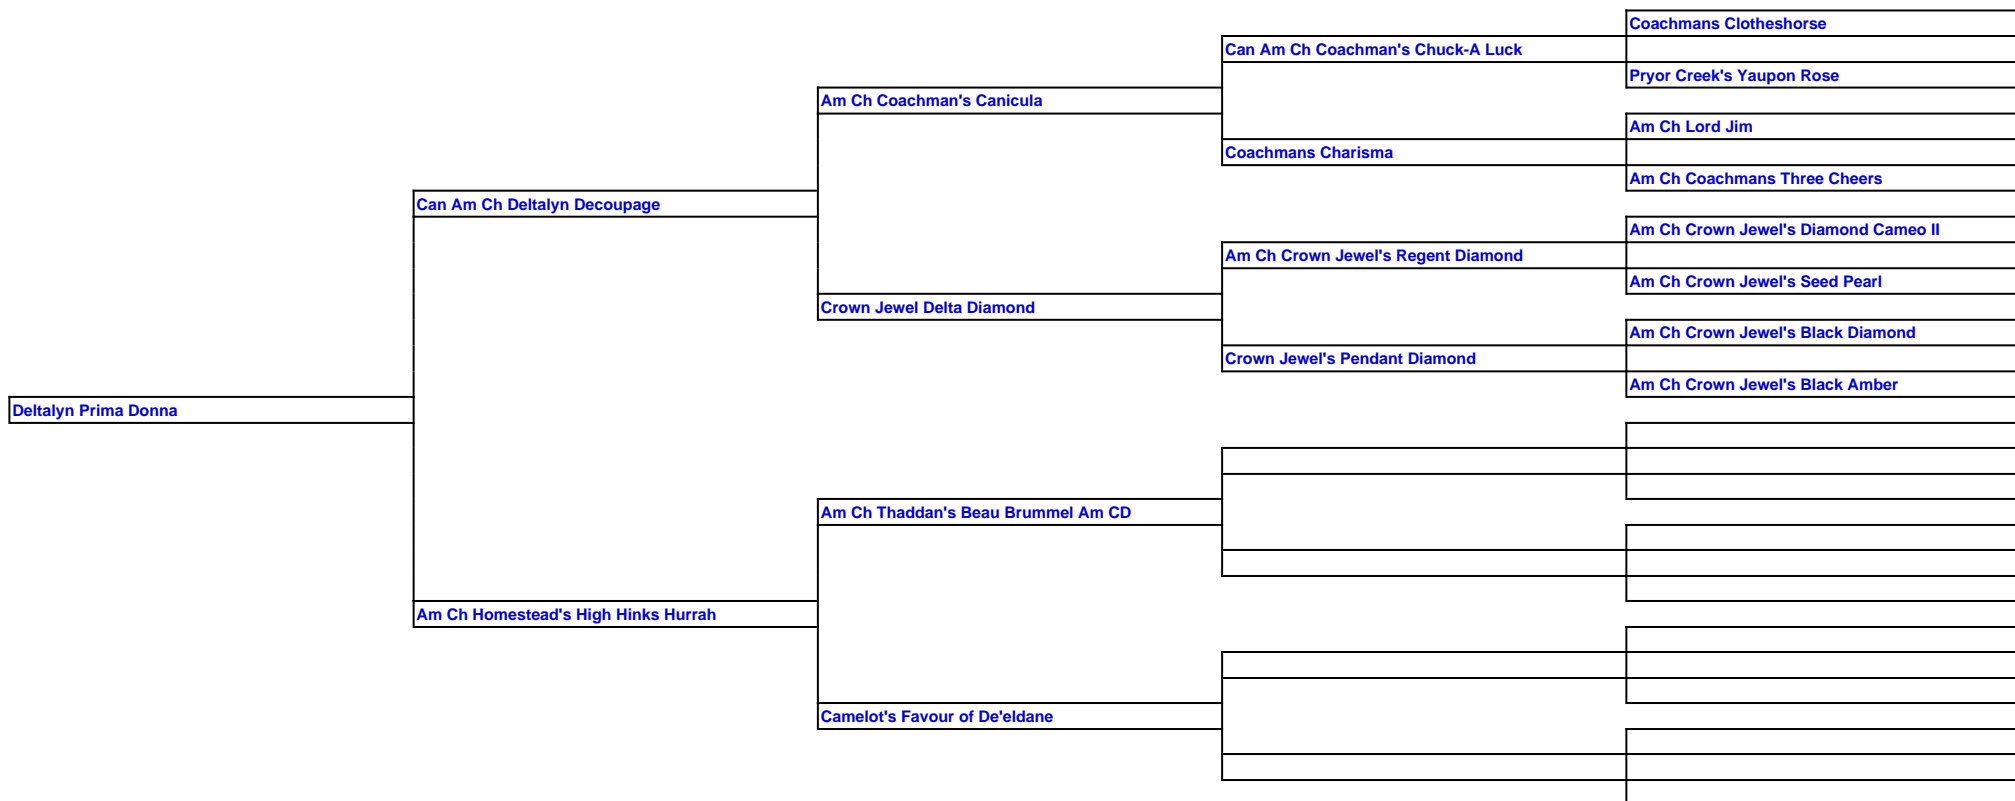 Coachmans Clotheshorse
Can Am Ch Coachman's Chuck-A Luck
Pryor Creek's Yaupon Rose
Am Ch Coachman's Canicula
Am Ch Lord Jim
Coachmans Charisma
Am Ch Coachmans Three Cheers
Can Am Ch Deltalyn Decoupage
Am Ch Crown Jewel's Diamond Cameo II
Am Ch Crown Jewel's Regent Diamond
Am Ch Crown Jewel's Seed Pearl
Crown Jewel Delta Diamond
Am Ch Crown Jewel's Black Diamond
Crown Jewel's Pendant Diamond
Am Ch Crown Jewel's Black Amber
Deltalyn Prima Donna
Am Ch Thaddan's Beau Brummel Am CD
Am Ch Homestead's High Hinks Hurrah
Camelot's Favour of De'eldane